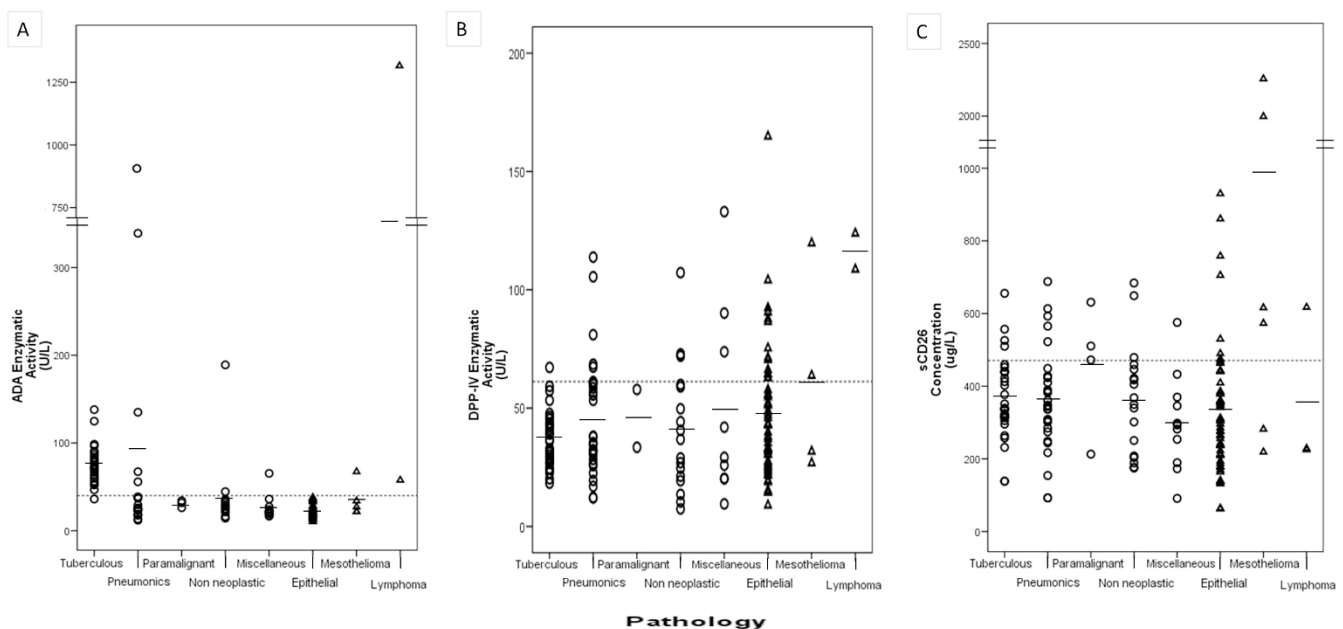 A
1250
1000
750
300
200
100
0
ADA Enzymatic
Activity
(U/L)
Tuberculous
Paramalignant
Miscellaneous
Mesothelioma
Pneumonics
Non neoplastic
Epithelial
Lymphoma
B
200
150
100
50
0
DPP-IV Enzymatic
Activity
(U/L)
Tuberculous
Paramalignant
Miscellaneous
Mesothelioma
Pneumonics
Non neoplastic
Epithelial
Lymphoma
C
2500
2000
1000
800
600
400
200
0
sCD26
Concentration
(ug/L)
Tuberculous
Paramalignant
Miscellaneous
Mesothelioma
Pneumonics
Non neoplastic
Epithelial
Lymphoma
Pathology